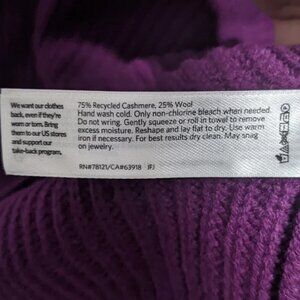 We want our clothes
back, even if they're
worn or torn. Bring
them to our US stores
and support our
take-back program.
75% Recycled Cashmere, 25% Wool
Hand wash cold. Only non-chlorine bleach when needed.
Do not wring. Gently squeeze or roll in towel to remove
excess moisture. Reshape and lay flat to dry. Use warm
iron if necessary. For best results dry clean. May snag
on jewelry.
RN#78121/CA#63918 JFJ